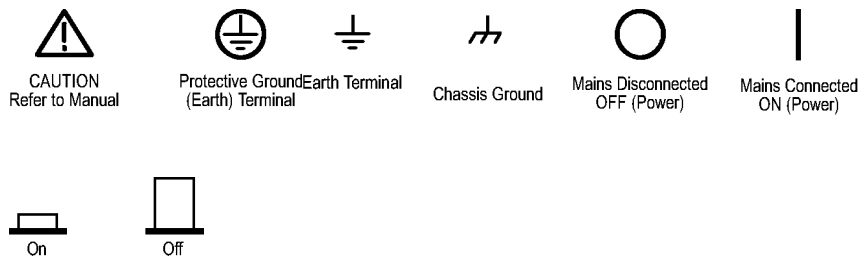 CAUTION
Refer to Manual
Protective Ground
(Earth) Terminal
Earth Terminal
Chassis Ground
Mains Disconnected
OFF (Power)
Mains Connected
ON (Power)
On
Off